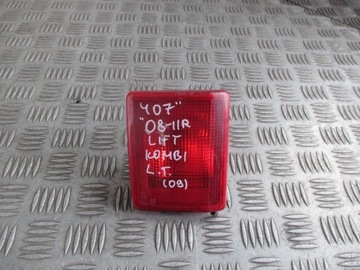 407"
"08-11R
LIFT
KOMBI
L.T.
(08)